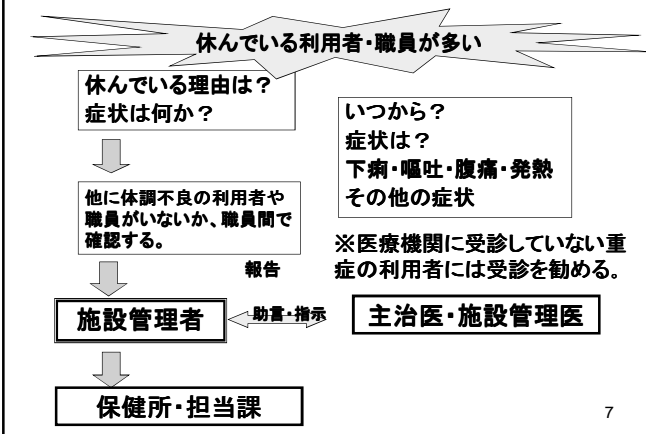 休んでいる利用者・職員が多い
休んでいる理由は？
症状は何か？
いつから？
症状は？
下痢・嘔吐・腹痛・発熱
その他の症状
他に体調不良の利用者や
職員がいないか、職員間で
確認する。
※医療機関に受診していない重
症の利用者には受診を勧める。
報告
施設管理者
助言・指示
主治医・施設管理医
保健所・担当課
7